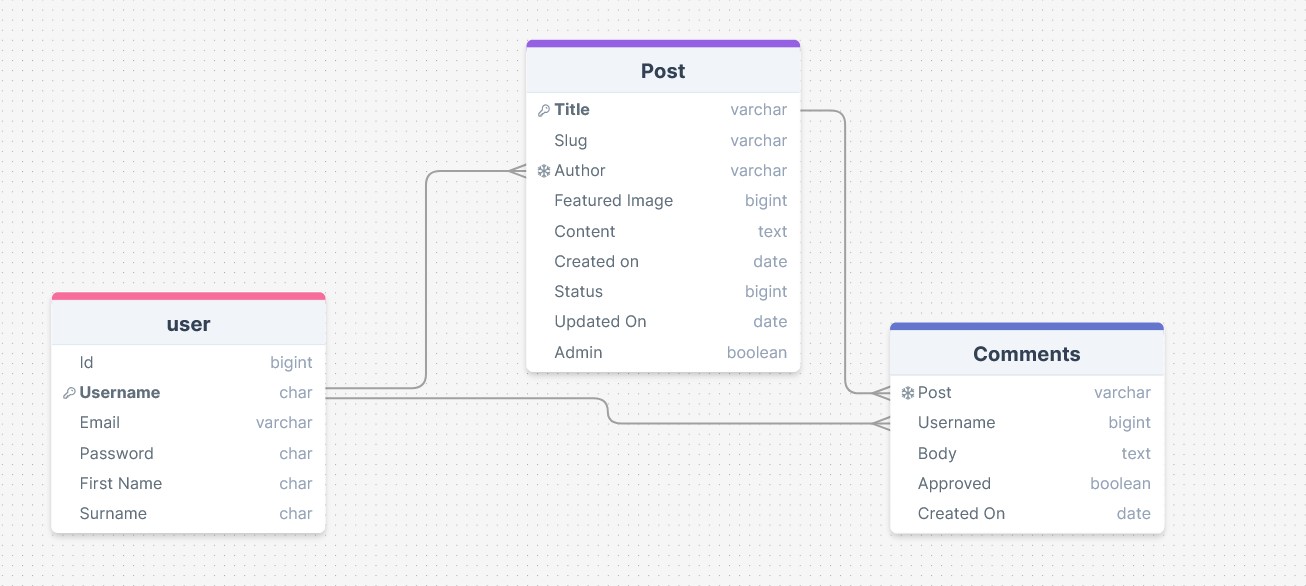 Post
Title varchar
Slug varchar
Author varchar
Featured Image bigint
Content text
Created on date
Status bigint
Updated On date
Admin boolean
user
Id bigint
Username char
Email varchar
Password char
First Name char
Surname char
Comments
Post varchar
Username bigint
Body text
Approved boolean
Created On date